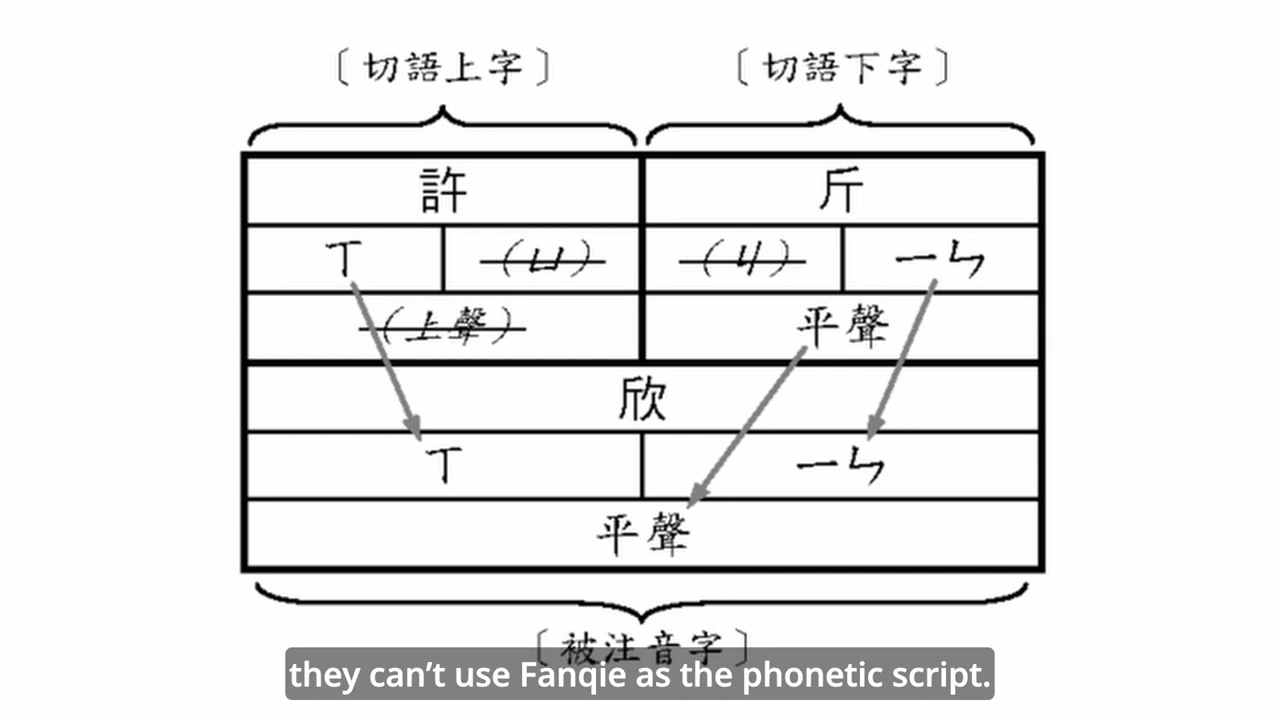 〔切語上字〕 〔切語下字〕
許 斤
ㄒ （ㄩ） （ㄐ） ㄧㄣ
（上聲） 平聲
欣
ㄒ ㄧㄣ
平聲
〔被注音字〕
they can’t use Fanqie as the phonetic script.